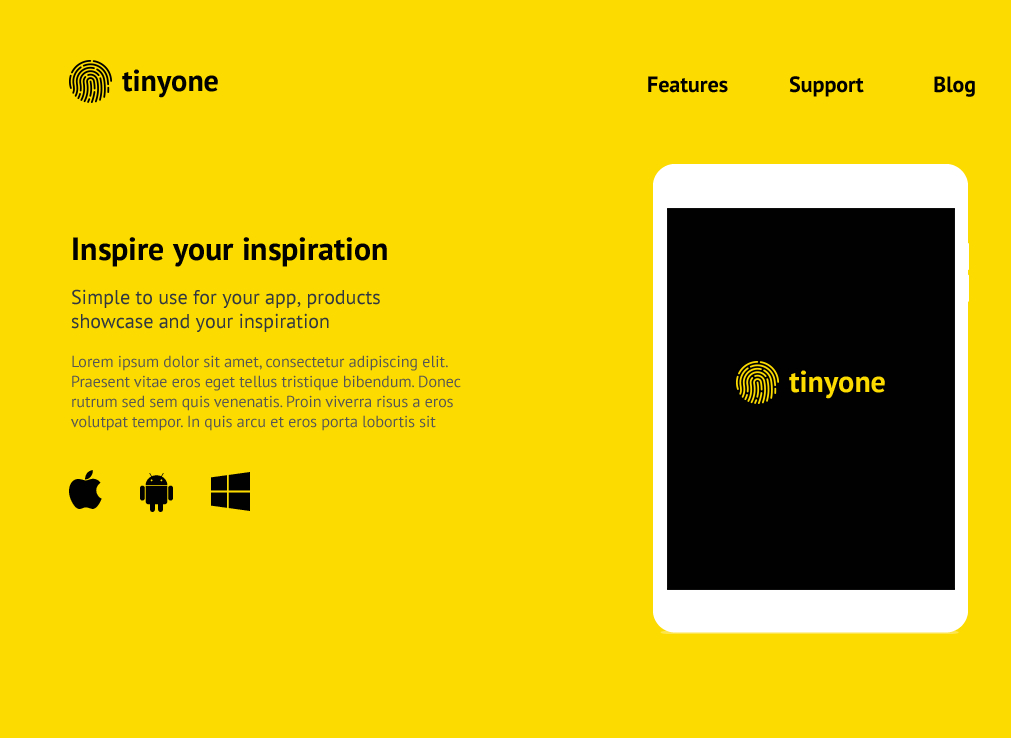 tinyone
Features Support Blog
Inspire your inspiration
Simple to use for your app, products
showcase and your inspiration
Lorem ipsum dolor sit amet, consectetur adipiscing elit.
Praesent vitae eros eget tellus tristique bibendum. Donec
rutrum sed sem quis venenatis. Proin viverra risus a eros
volutpat tempor. In quis arcu et eros porta lobortis sit
tinyone